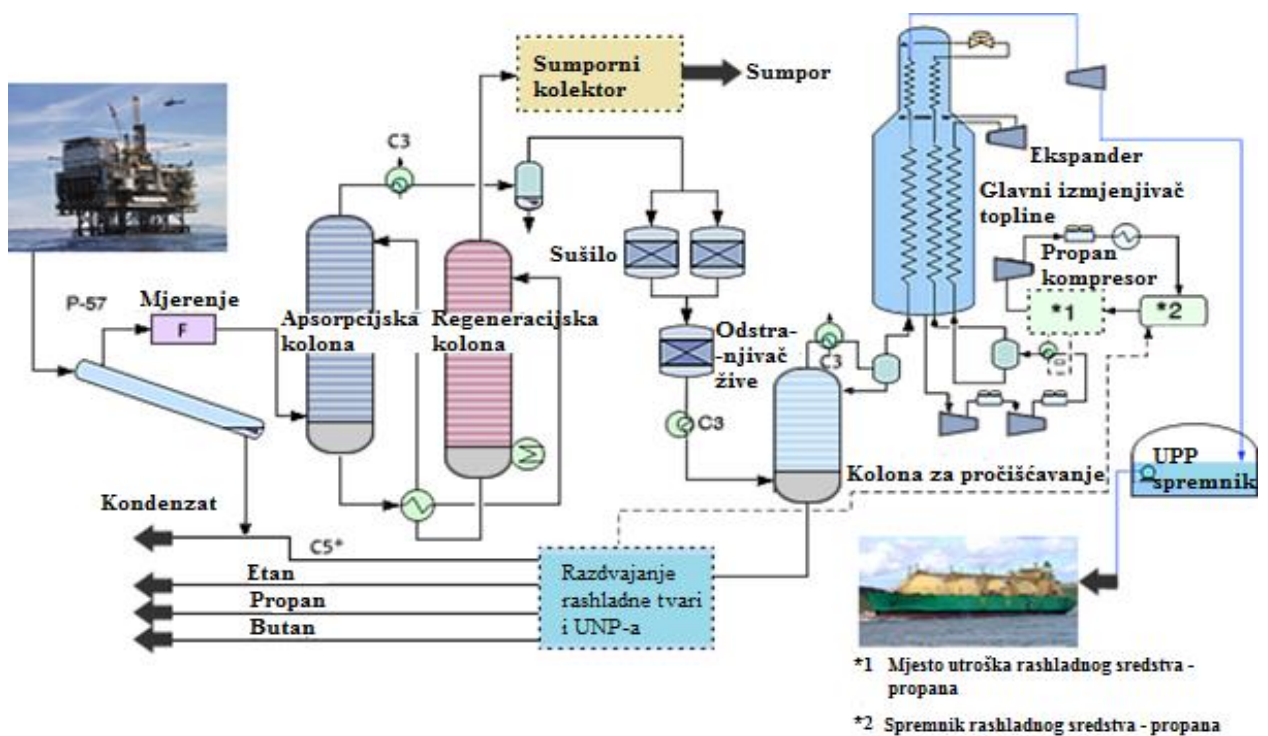 Sumporni
kolektor
Sumpor
C3
Ekspander
Glavni izmjenjivač
topline
Sušilo
Propan
kompresor
*1
*2
P-57
Mjerenje
F
Apsorpcijska
kolona
Regeneracijska
kolona
Odstra-
-njivač
žive
C3
C3
Kolona za pročišćavanje
UPP
spremnik
Kondenzat
C5*
Etan
Propan
Butan
Razdvajanje
rashladne tvari
i UNP-a
*1 Mjesto utroška rashladnog sredstva -
propana
*2 Spremnik rashladnog sredstva - propana